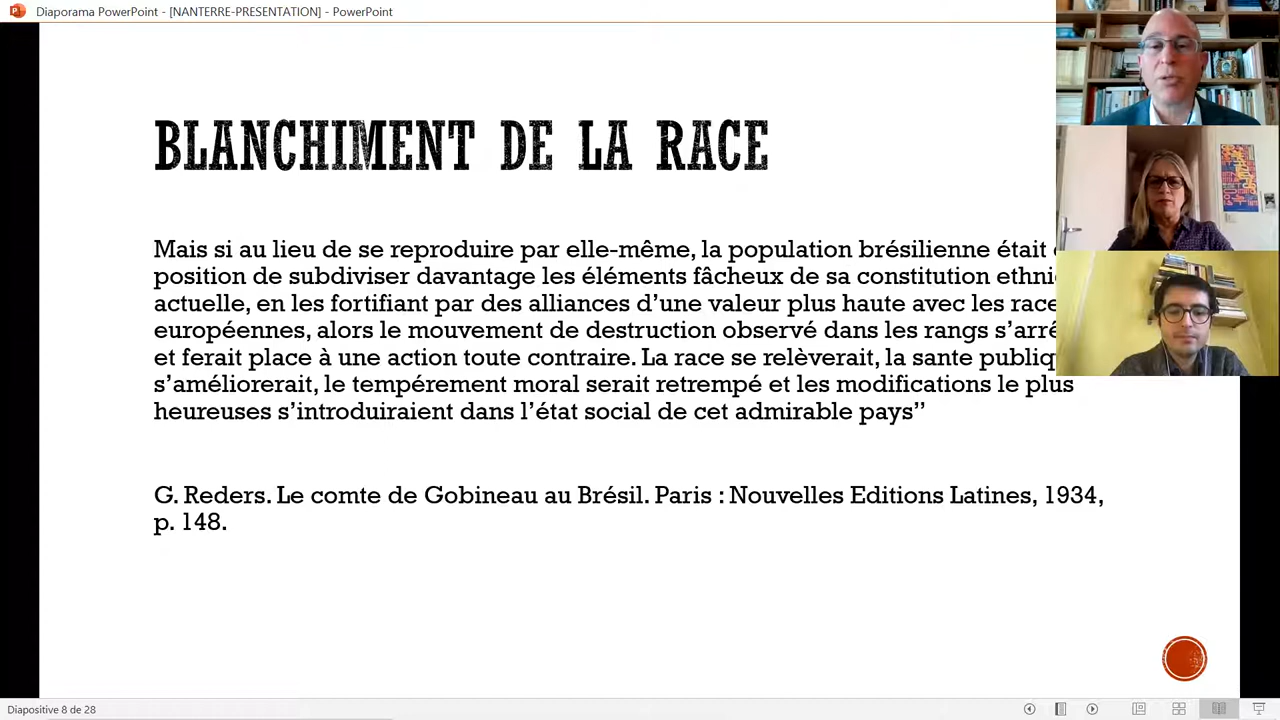 Diaporama PowerPoint - [NANTERRE-PRESENTATION] - PowerPoint
BLANCHIMENT DE LA RACE
Mais si au lieu de se reproduire par elle-même, la population brésilienne était
position de subdiviser davantage les éléments fâcheux de sa constitution
actuelle, en les fortifiant par des alliances d’une valeur plus haute avec les
européennes, alors le mouvement de destruction observé dans les rangs
et ferait place à une action toute contraire. La race se relèverait, la sante
s’améliorerait, le tempérement moral serait retrempé et les modifications le plus
heureuses s’introduiraient dans l’état social de cet admirable pays”
G. Reders. Le comte de Gobineau au Brésil. Paris : Nouvelles Editions Latines, 1934,
p. 148.
Diapositive 8 de 28